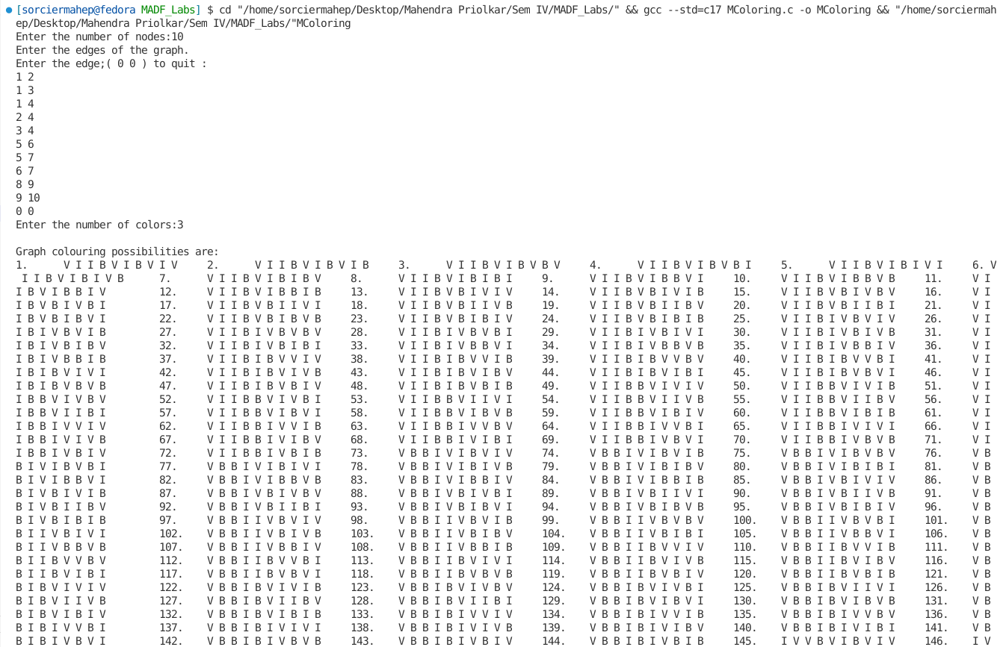 [sorciermahep@fedora MADF_Labs] $ cd "/home/sorciermahep/Desktop/Mahendra Priolkar/Sem IV/MADF_Labs/" && gcc --std=c17 MColoring.c -o MColoring && "/home/sorciermah
ep/Desktop/Mahendra Priolkar/Sem IV/MADF_Labs/"MColoring
Enter the number of nodes:10
Enter the edges of the graph.
Enter the edge;( 0 0 ) to quit :
1 2
1 3
1 4
2 4
3 4
5 6
5 7
6 7
8 9
9 10
0 0
Enter the number of colors:3
Graph colouring possibilities are:
1. V I I B V I B V I V 2. V I I B V I B V I B 3. V I I B V I B V B V 4. V I I B V I B V B I 5. V I I B V I B I V I 6. V
I I B V I B I V B 7. V I I B V I B I B V 8. V I I B V I B I B I 9. V I I B V I B B V I 10. V I I B V I B B V B 11. V I
I B V I B B I V 12. V I I B V I B B I B 13. V I I B V B I V I V 14. V I I B V B I V I B 15. V I I B V B I V B V 16. V I
I B V B I V B I 17. V I I B V B I I V I 18. V I I B V B I I V B 19. V I I B V B I I B V 20. V I I B V B I I B I 21. V I
I B V B I B V I 22. V I I B V B I B V B 23. V I I B V B I B I V 24. V I I B V B I B I B 25. V I I B I V B V I V 26. V I
I B I V B V I B 27. V I I B I V B V B V 28. V I I B I V B V B I 29. V I I B I V B I V I 30. V I I B I V B I V B 31. V I
I B I V B I B V 32. V I I B I V B I B I 33. V I I B I V B B V I 34. V I I B I V B B V B 35. V I I B I V B B I V 36. V I
I B I V B B I B 37. V I I B I B V V I V 38. V I I B I B V V I B 39. V I I B I B V V B V 40. V I I B I B V V B I 41. V I
I B I B V I V I 42. V I I B I B V I V B 43. V I I B I B V I B V 44. V I I B I B V I B I 45. V I I B I B V B V I 46. V I
I B I B V B V B 47. V I I B I B V B I V 48. V I I B I B V B I B 49. V I I B B V I V I V 50. V I I B B V I V I B 51. V I
I B B V I V B V 52. V I I B B V I V B I 53. V I I B B V I I V I 54. V I I B B V I I V B 55. V I I B B V I I B V 56. V I
I B B V I I B I 57. V I I B B V I B V I 58. V I I B B V I B V B 59. V I I B B V I B I V 60. V I I B B V I B I B 61. V I
I B B I V V I V 62. V I I B B I V V I B 63. V I I B B I V V B V 64. V I I B B I V V B I 65. V I I B B I V I V I 66. V I
I B B I V I V B 67. V I I B B I V I B V 68. V I I B B I V I B I 69. V I I B B I V B V I 70. V I I B B I V B V B 71. V I
I B B I V B I V 72. V I I B B I V B I B 73. V B B I V I B V I V 74. V B B I V I B V I B 75. V B B I V I B V B V 76. V B
B I V I B V B I 77. V B B I V I B I V I 78. V B B I V I B I V B 79. V B B I V I B I B V 80. V B B I V I B I B I 81. V B
B I V I B B V I 82. V B B I V I B B V B 83. V B B I V I B B I V 84. V B B I V I B B I B 85. V B B I V B I V I V 86. V B
B I V B I V I B 87. V B B I V B I V B V 88. V B B I V B I V B I 89. V B B I V B I I V I 90. V B B I V B I I V B 91. V B
B I V B I I B V 92. V B B I V B I I B I 93. V B B I V B I B V I 94. V B B I V B I B V B 95. V B B I V B I B I V 96. V B
B I V B I B I B 97. V B B I I V B V I V 98. V B B I I V B V I B 99. V B B I I V B V B V 100. V B B I I V B V B I 101. V B
B I I V B I V I 102. V B B I I V B I V B 103. V B B I I V B I B V 104. V B B I I V B I B I 105. V B B I I V B B V I 106. V B
B I I V B B V B 107. V B B I I V B B I V 108. V B B I I V B B I B 109. V B B I I B V V I V 110. V B B I I B V V I B 111. V B
B I I B V V B V 112. V B B I I B V V B I 113. V B B I I B V I V I 114. V B B I I B V I V B 115. V B B I I B V I B V 116. V B
B I I B V I B I 117. V B B I I B V B V I 118. V B B I I B V B V B 119. V B B I I B V B I V 120. V B B I I B V B I B 121. V B
B I B V I V I V 122. V B B I B V I V I B 123. V B B I B V I V B V 124. V B B I B V I V B I 125. V B B I B V I I V I 126. V B
B I B V I I V B 127. V B B I B V I I B V 128. V B B I B V I I B I 129. V B B I B V I B V I 130. V B B I B V I B V B 131. V B
B I B V I B I V 132. V B B I B V I B I B 133. V B B I B I V V I V 134. V B B I B I V V I B 135. V B B I B I V V B V 136. V B
B I B I V V B I 137. V B B I B I V I V I 138. V B B I B I V I V B 139. V B B I B I V I B V 140. V B B I B I V I B I 141. V B
B I B I V B V I 142. V B B I B I V B V B 143. V B B I B I V B I V 144. V B B I B I V B I B 145. I V V B V I B V I V 146. I V